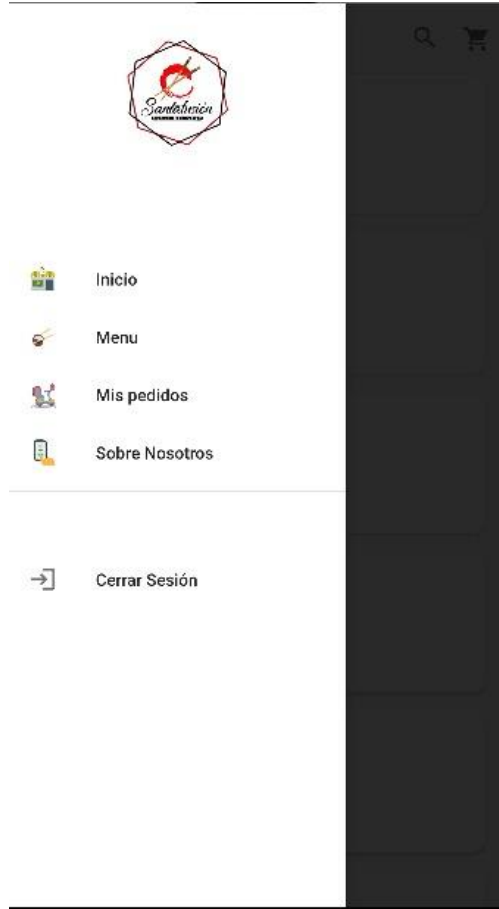 Santafusión
Inicio
Menu
Mis pedidos
Sobre Nosotros
Cerrar Sesión